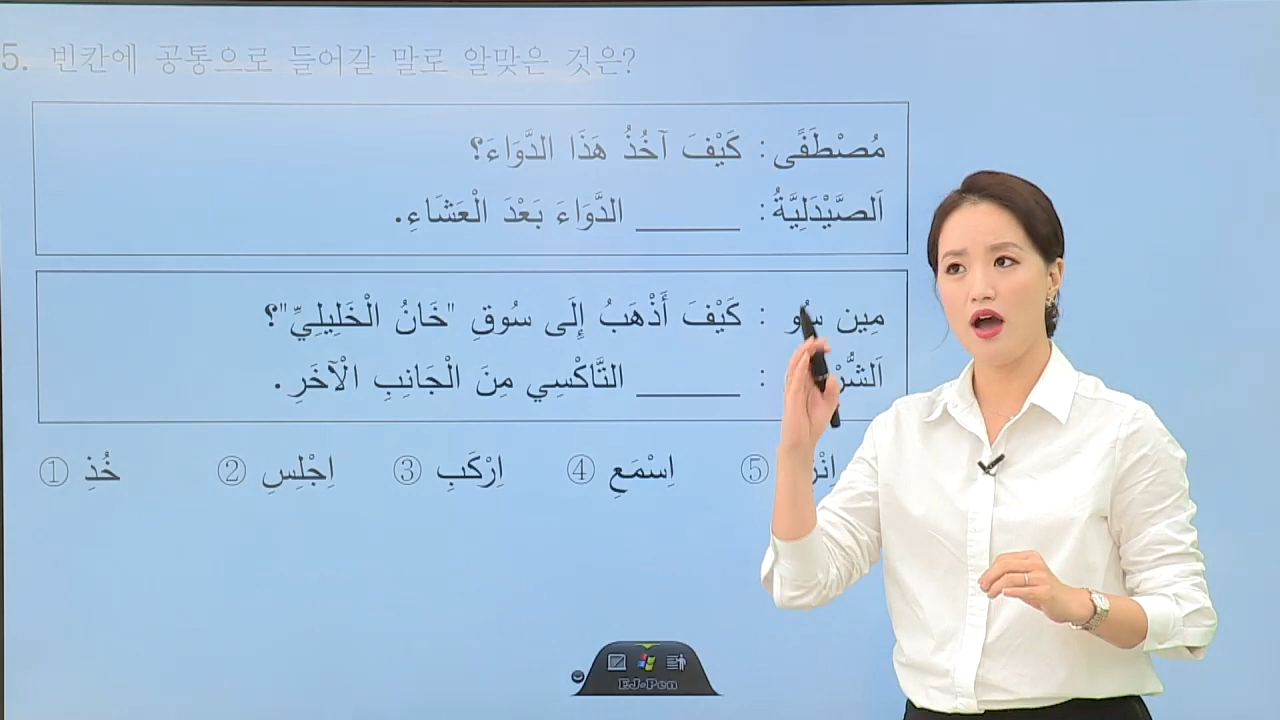 5. 빈칸에 공통으로 들어갈 말로 알맞은 것은?
مُصْطَفًى : كَيْفَ آخُذُ هَذَا الدَّوَاءَ؟
اَلصَّيْدَلِيَّةُ : ______ الدَّوَاءَ بَعْدَ الْعَشَاءِ.
مِين سُو : كَيْفَ أَذْهَبُ إِلَى سُوقِ "خَانُ الْخَلِيلِيِّ"؟
: ______ التَّاكْسِي مِنَ الْجَانِبِ الْآخَرِ.
① خُذِ ② اِجْلِسِ ③ اِرْكَبِ ④ اِسْمَعِ ⑤
EJ-Pen